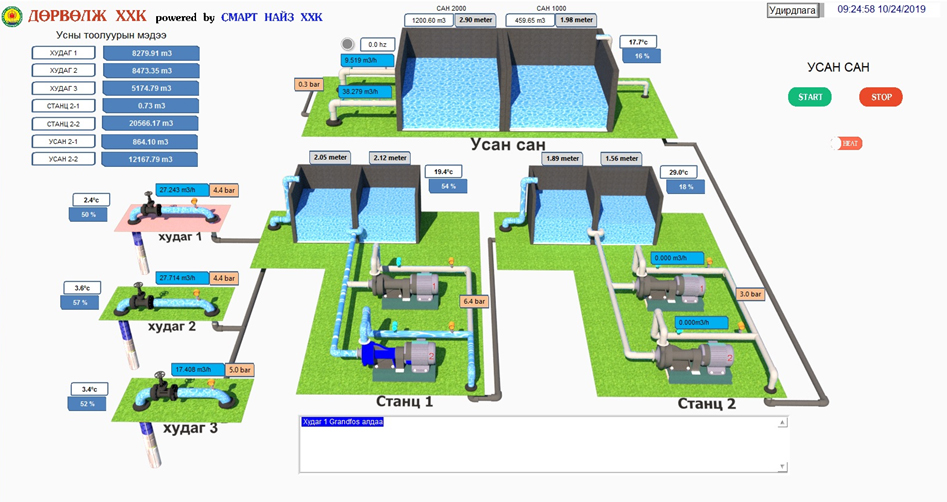 ДӨРВӨЛЖ ХХК powered by СМАРТ НАЙЗ ХХК
Удирдлага 09:24:58 10/24/2019
Усны тоолуурын мэдээ
ХУДАГ 1 8279.91 m3
ХУДАГ 2 8473.35 m3
ХУДАГ 3 5174.79 m3
СТАНЦ 2-1 0.73 m3
СТАНЦ 2-2 20566.17 m3
УСАН 2-1 864.10 m3
УСАН 2-2 12167.79 m3
САН 2000 САН 1000
1200.60 m3 2.90 meter 459.65 m3 1.98 meter
0.0 hz
9.519 m3/h
0.3 bar
38.279 m3/h
17.7°c
16 %
Усан сан
УСАН САН
START STOP
HEAT
2.05 meter 2.12 meter
19.4°c
54 %
1.89 meter 1.56 meter
29.0°c
18 %
27.243 m3/h 4.4 bar
2.4°c
50 %
худаг 1
27.714 m3/h 4.4 bar
3.6°c
57 %
худаг 2
17.408 m3/h 5.0 bar
3.4°c
52 %
худаг 3
6.4 bar
2
Станц 1
0.000 m3/h
3.0 bar
0.000m3/h
2
Станц 2
Худаг 1 Grandfos алдаа